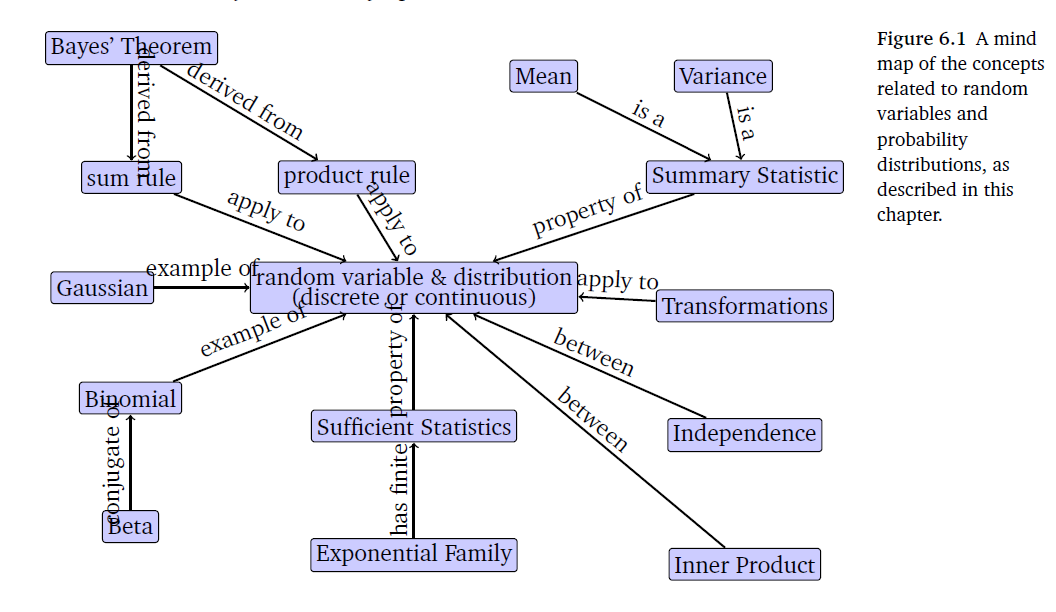 Bayes’ Theorem
derived from
derived from
sum rule
product rule
apply to
apply to
Mean
Variance
is a
is a
Summary Statistic
property of
Gaussian
example of
random variable & distribution
(discrete or continuous)
apply to
Transformations
example of
Binomial
conjugate of
Beta
property of
Sufficient Statistics
has finite
Exponential Family
between
Independence
between
Inner Product
Figure 6.1 A mind
map of the concepts
related to random
variables and
probability
distributions, as
described in this
chapter.